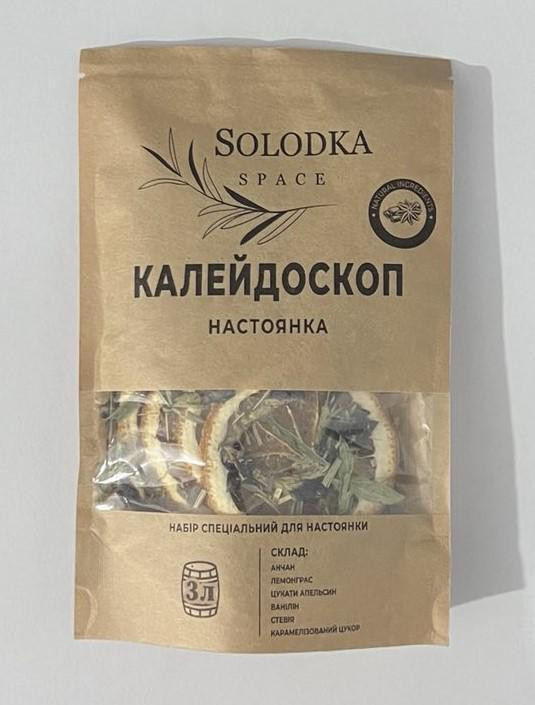 SOLODKA
SPACE
NATURAL INGREDIENTS
КАЛЕЙДОСКОП
НАСТОЯНКА
НАБІР СПЕЦІАЛЬНИЙ ДЛЯ НАСТОЯНКИ
3л
СКЛАД:
АНЧАН
ЛЕМОНГРАС
ЦУКАТИ АПЕЛЬСИН
ВАНІЛІН
СТЕВІЯ
КАРАМЕЛІЗОВАНИЙ ЦУКОР